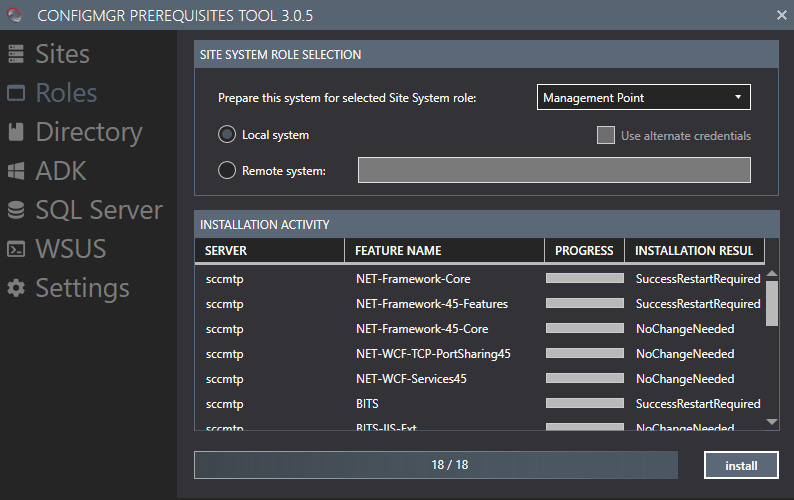 CONFIGMGR PREREQUISITES TOOL 3.0.5
Sites
Roles
Directory
ADK
SQL Server
WSUS
Settings
SITE SYSTEM ROLE SELECTION
Prepare this system for selected Site System role: Management Point
Local system Use alternate credentials
Remote system:
INSTALLATION ACTIVITY
SERVER FEATURE NAME PROGRESS INSTALLATION RESUL
sccmtp NET-Framework-Core SuccessRestartRequired
sccmtp NET-Framework-45-Features SuccessRestartRequired
sccmtp NET-Framework-45-Core NoChangeNeeded
sccmtp NET-WCF-TCP-PortSharing45 NoChangeNeeded
sccmtp NET-WCF-Services45 NoChangeNeeded
sccmtp BITS SuccessRestartRequired
sccmtp BITS-IIS-Ext NoChangeNeeded
18 / 18
install